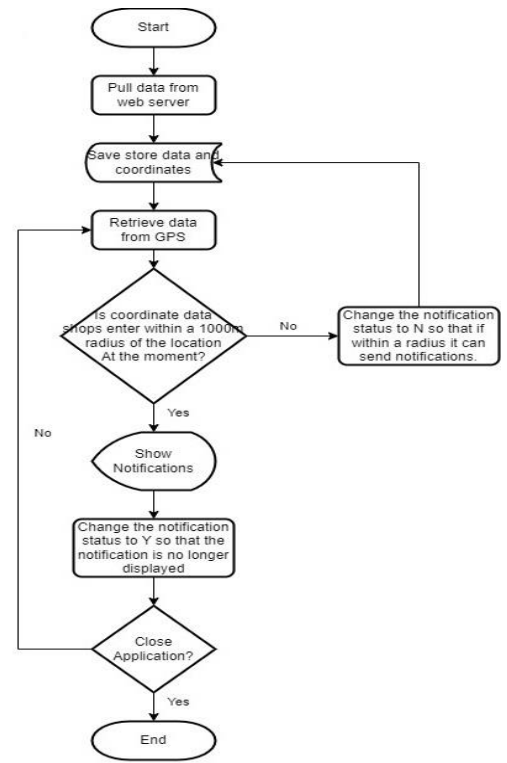 Start
Pull data from
web server
Save store data and
coordinates
Retrieve data
from GPS
Is coordinate data
shops enter within a 1000m
radius of the location
At the moment?
No
Change the notification
status to N so that if
within a radius it can
send notifications.
Yes
Show
Notifications
No
Change the notification
status to Y so that the
notification is no longer
displayed
Close
Application?
Yes
End